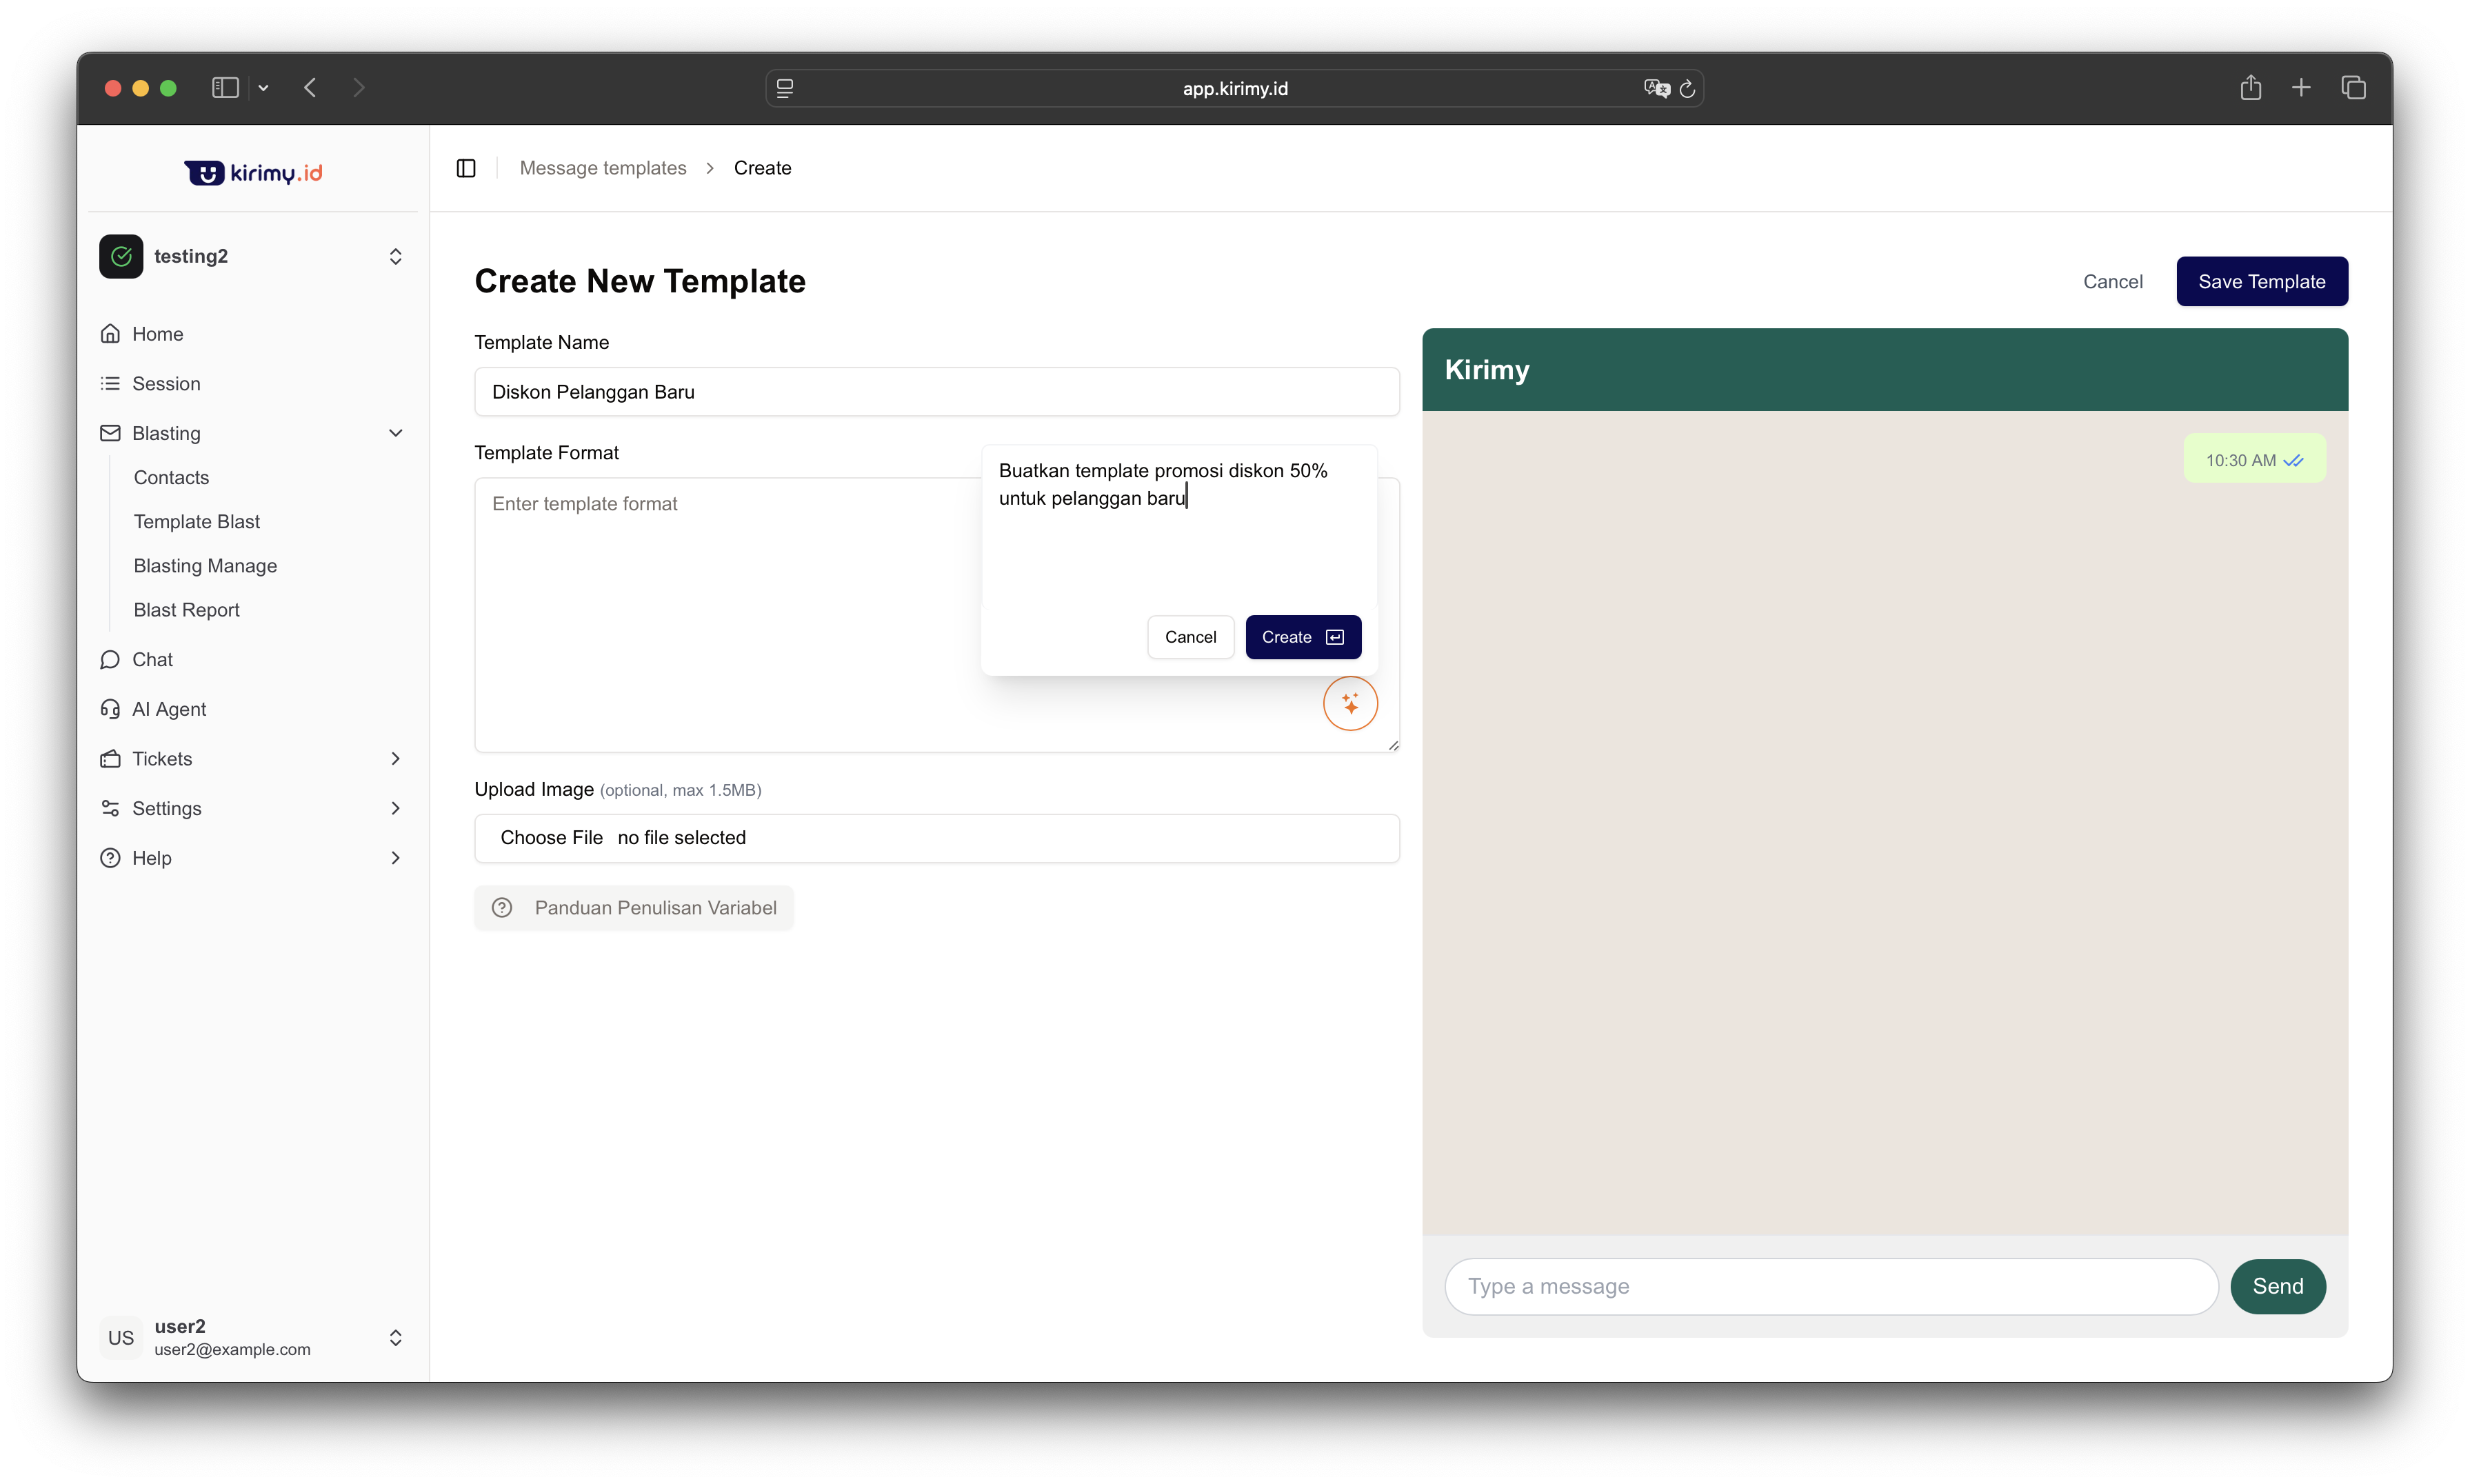 app.kirimy.id
kirimy.id
testing2
Home
Session
Blasting
Contacts
Template Blast
Blasting Manage
Blast Report
Chat
AI Agent
Tickets
Settings
Help
US
user2
user2@example.com
Message templates
Create
Create New Template
Cancel
Save Template
Template Name
Diskon Pelanggan Baru
Template Format
Enter template format
Buatkan template promosi diskon 50%
untuk pelanggan baru
Cancel
Create
Upload Image (optional, max 1.5MB)
Choose File no file selected
Panduan Penulisan Variabel
Kirimy
10:30 AM
Type a message
Send